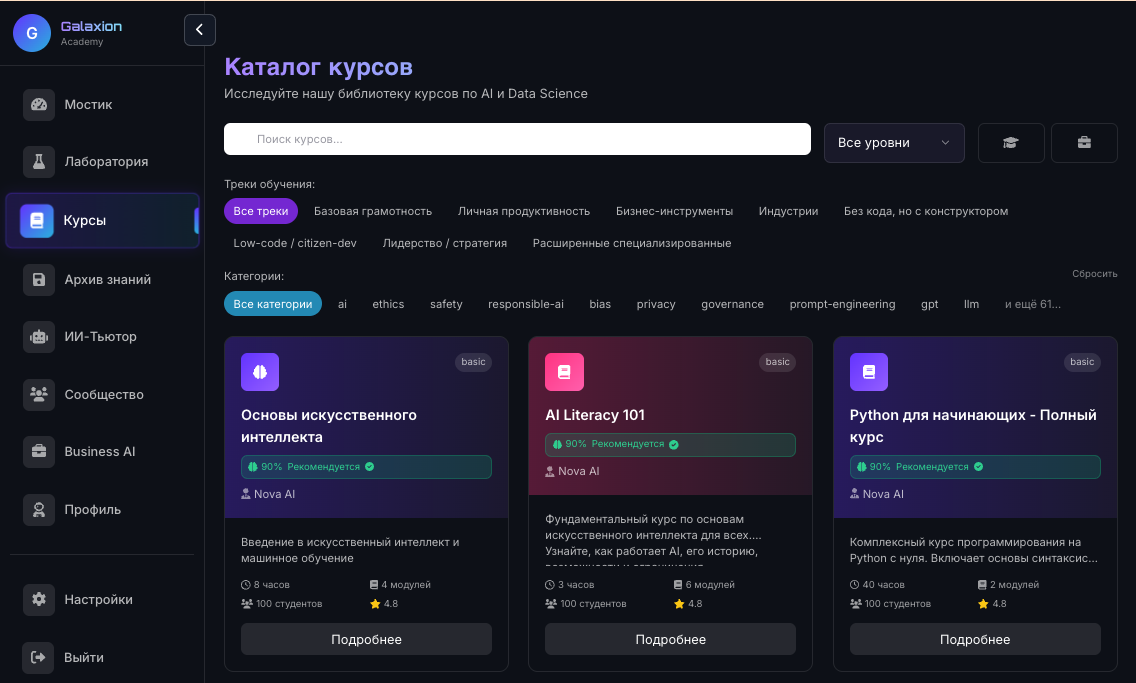 G
Galaxion
Academy
Мостик
Лаборатория
Курсы
Архив знаний
ИИ-Тьютор
Сообщество
Business AI
Профиль
Настройки
Выйти
Каталог курсов
Исследуйте нашу библиотеку курсов по AI и Data Science
Поиск курсов...
Все уровни
Треки обучения:
Все треки Базовая грамотность Личная продуктивность Бизнес-инструменты Индустрии Без кода, но с конструктором
Low-code / citizen-dev Лидерство / стратегия Расширенные специализированные
Категории:
Сбросить
Все категории ai ethics safety responsible-ai bias privacy governance prompt-engineering gpt llm и ещё 61...
basic
Основы искусственного
интеллекта
90% Рекомендуется
Nova AI
Введение в искусственный интеллект и
машинное обучение
8 часов 4 модулей
100 студентов 4.8
Подробнее
basic
AI Literacy 101
90% Рекомендуется
Nova AI
Фундаментальный курс по основам
искусственного интеллекта для всех....
Узнайте, как работает AI, его историю,
3 часов 6 модулей
100 студентов 4.8
Подробнее
basic
Python для начинающих - Полный
курс
90% Рекомендуется
Nova AI
Комплексный курс программирования на
Python с нуля. Включает основы синтаксис...
40 часов 2 модулей
100 студентов 4.8
Подробнее